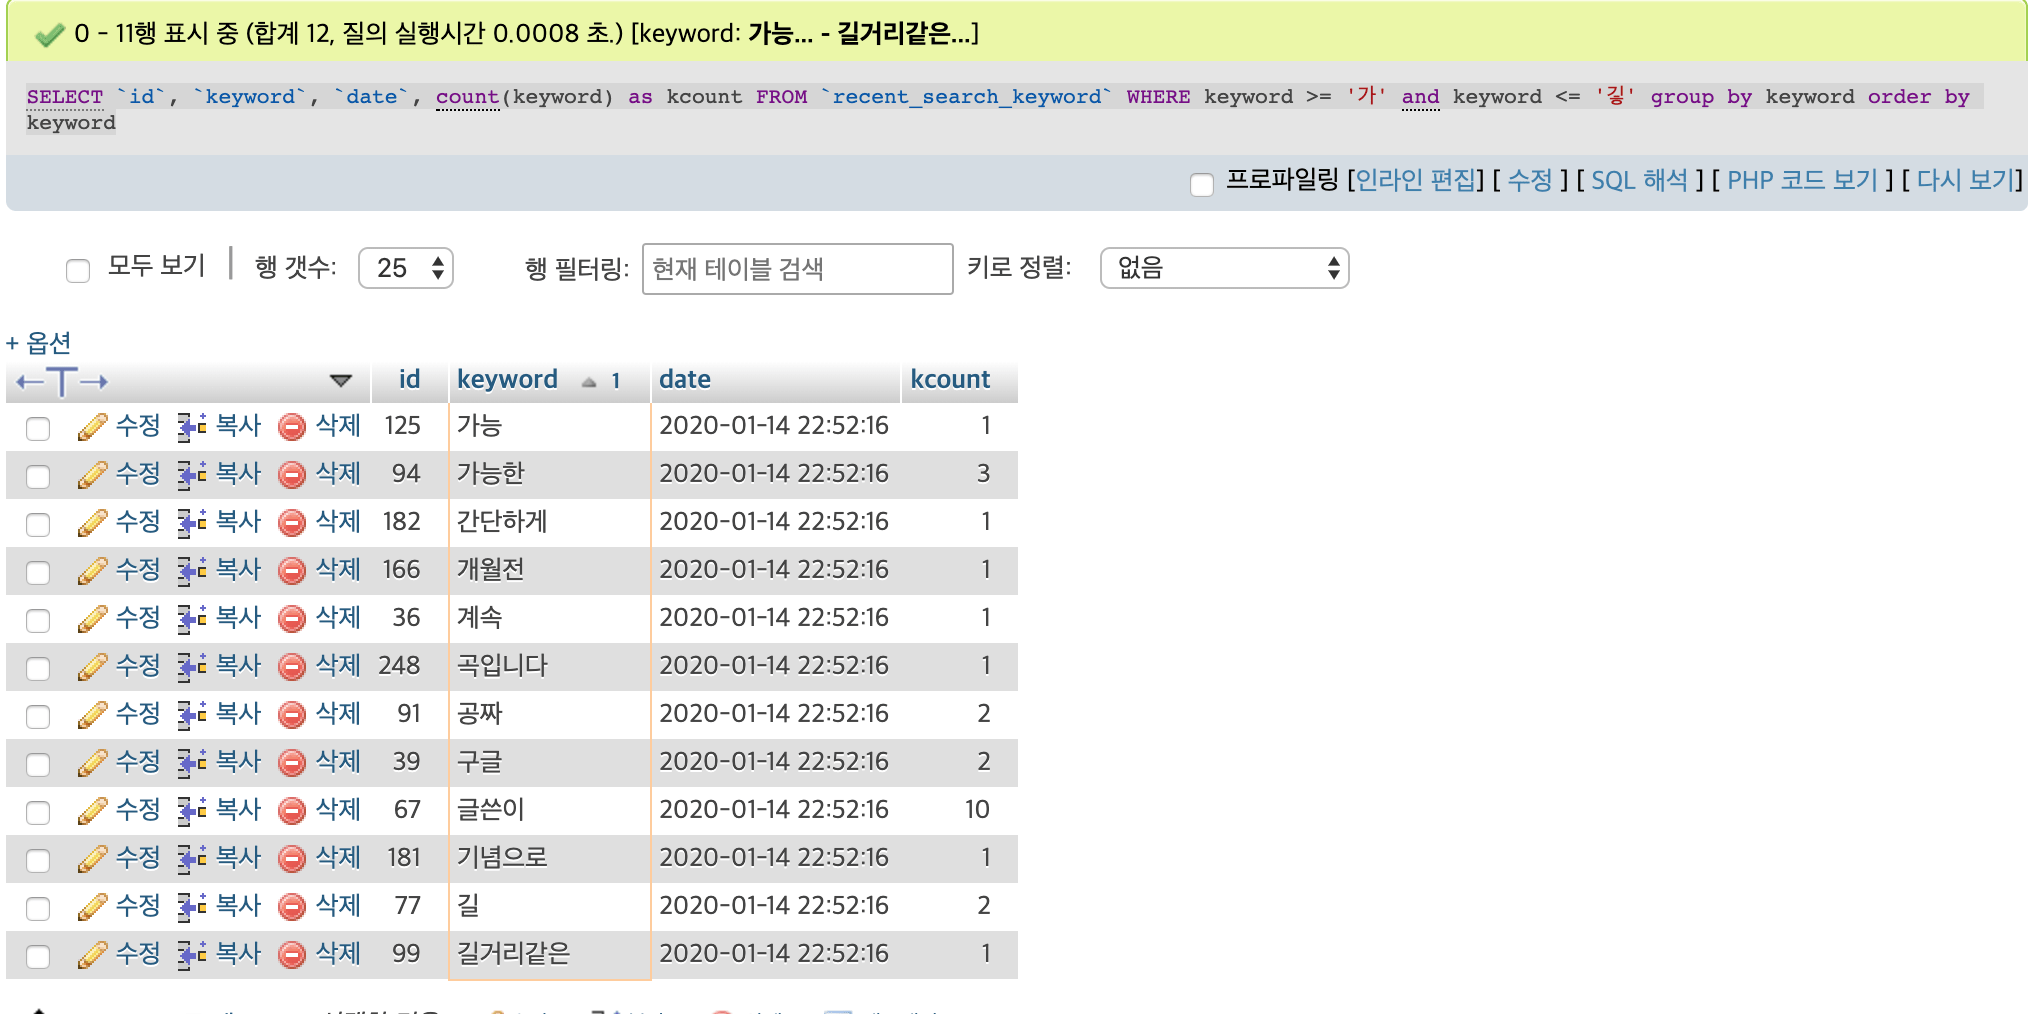 0 - 11행 표시 중 (합계 12, 질의 실행시간 0.0008 초.) [keyword: 가능... - 길거리같은...]
SELECT `id`, `keyword`, `date`, count(keyword) as kcount FROM `recent_search_keyword` WHERE keyword >= '가' and keyword <= '깋' group by keyword order by
keyword
프로파일링 [인라인 편집] [ 수정 ] [ SQL 해석 ] [ PHP 코드 보기 ] [ 다시 보기]
모두 보기 | 행 갯수: 25 행 필터링: 현재 테이블 검색 키로 정렬: 없음
+ 옵션
←T→ id keyword 1 date kcount
수정 복사 삭제 125 가능 2020-01-14 22:52:16 1
수정 복사 삭제 94 가능한 2020-01-14 22:52:16 3
수정 복사 삭제 182 간단하게 2020-01-14 22:52:16 1
수정 복사 삭제 166 개월전 2020-01-14 22:52:16 1
수정 복사 삭제 36 계속 2020-01-14 22:52:16 1
수정 복사 삭제 248 곡입니다 2020-01-14 22:52:16 1
수정 복사 삭제 91 공짜 2020-01-14 22:52:16 2
수정 복사 삭제 39 구글 2020-01-14 22:52:16 2
수정 복사 삭제 67 글쓴이 2020-01-14 22:52:16 10
수정 복사 삭제 181 기념으로 2020-01-14 22:52:16 1
수정 복사 삭제 77 길 2020-01-14 22:52:16 2
수정 복사 삭제 99 길거리같은 2020-01-14 22:52:16 1